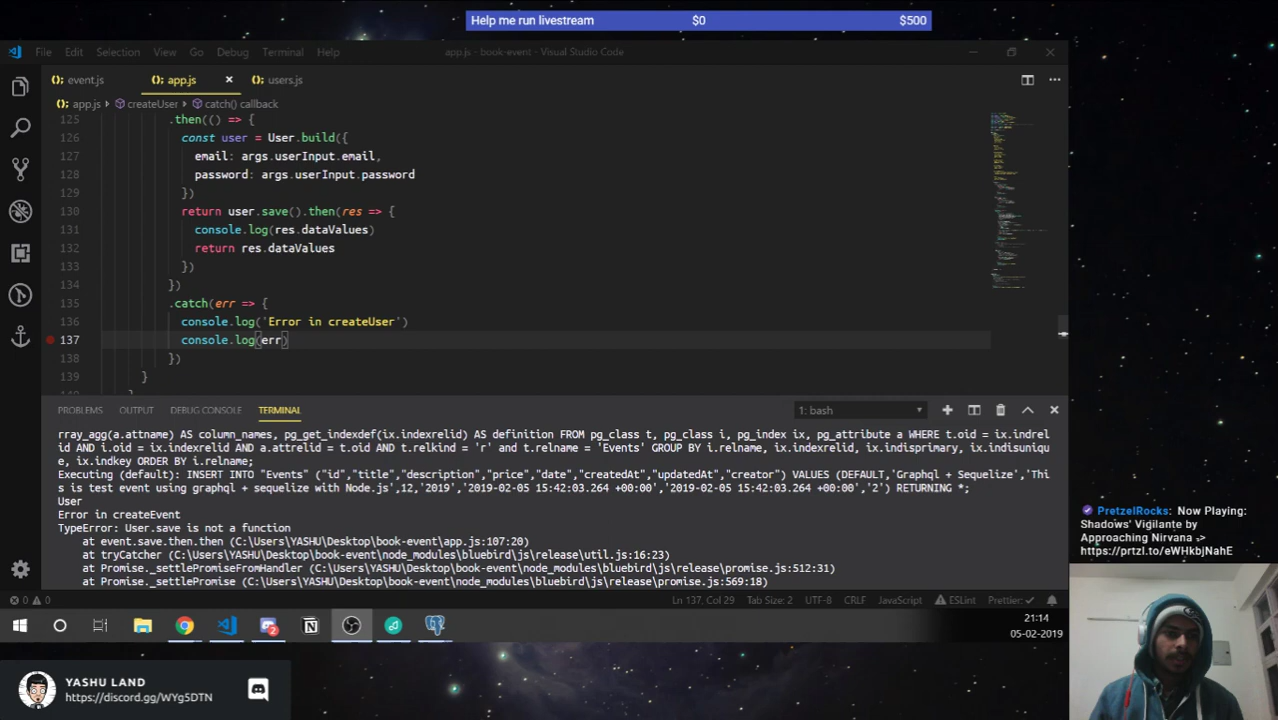 Help me run livestream $0 $500
File Edit Selection View Go Debug Terminal Help app.js - book-event - Visual Studio Code
event.js app.js users.js
app.js createUser catch() callback
125 .then(() => {
126 const user = User.build({
127 email: args.userInput.email,
128 password: args.userInput.password
129 })
130 return user.save().then(res => {
131 console.log(res.dataValues)
132 return res.dataValues
133 })
134 })
135 .catch(err => {
136 console.log('Error in createUser')
137 console.log(err)
138 })
139 }
PROBLEMS OUTPUT DEBUG CONSOLE TERMINAL 1: bash
rray_agg(a.attname) AS column_names, pg_get_indexdef(ix.indexrelid) AS definition FROM pg_class t, pg_class i, pg_index ix, pg_attribute a WHERE t.oid = ix.indrel
id AND i.oid = ix.indexrelid AND a.attrelid = t.oid AND t.relkind = 'r' and t.relname = 'Events' GROUP BY i.relname, ix.indexrelid, ix.indisprimary, ix.indisuniqu
e, ix.indkey ORDER BY i.relname;
Executing (default): INSERT INTO "Events" ("id","title","description","price","date","createdAt","updatedAt","creator") VALUES (DEFAULT,'Graphql + Sequelize','Thi
s is test event using graphql + sequelize with Node.js',12,'2019','2019-02-05 15:42:03.264 +00:00','2019-02-05 15:42:03.264 +00:00','2') RETURNING *;
User
Error in createEvent
TypeError: User.save is not a function
at event.save.then.then (C:\Users\YASHU\Desktop\book-event\app.js:107:20)
at tryCatcher (C:\Users\YASHU\Desktop\book-event\node_modules\bluebird\js\release\util.js:16:23)
at Promise._settlePromiseFromHandler (C:\Users\YASHU\Desktop\book-event\node_modules\bluebird\js\release\promise.js:512:31)
at Promise._settlePromise (C:\Users\YASHU\Desktop\book-event\node_modules\bluebird\js\release\promise.js:569:18)
PretzelRocks: Now Playing:
Shadows' Vigilante by
Approaching Nirvana ->
https://prtzl.to/eWHkbjNahE
0 0 Ln 137, Col 29 Tab Size: 2 UTF-8 CRLF JavaScript ESLint Prettier: ✓
21:14
05-02-2019
YASHU LAND
https://discord.gg/WYg5DTN